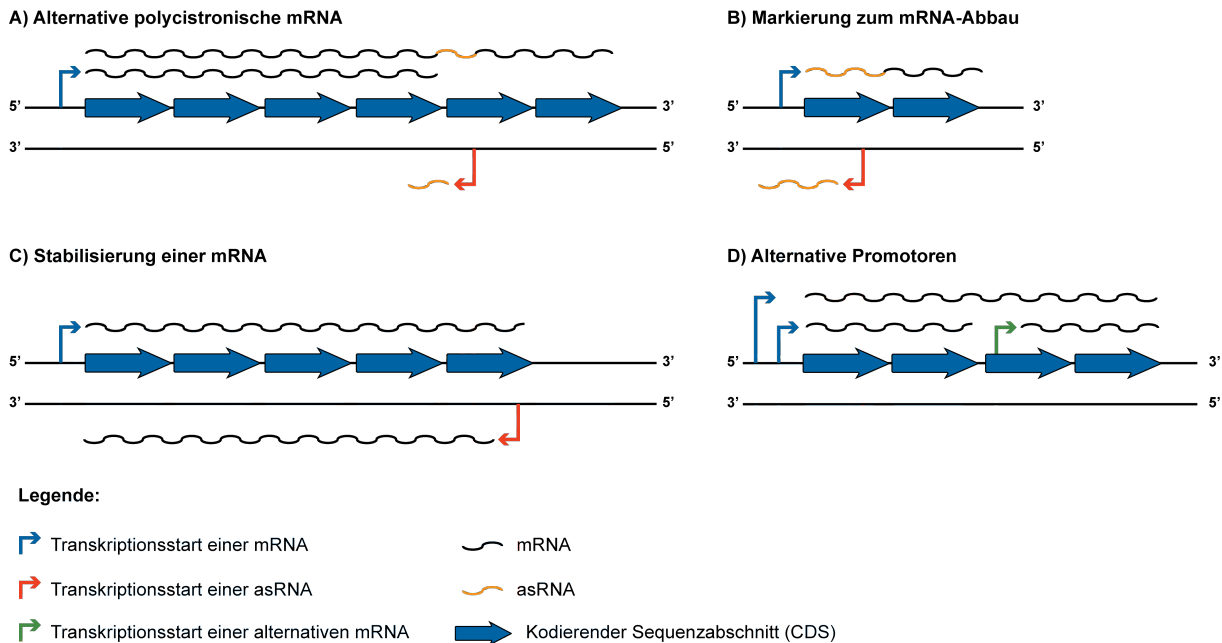 A) Alternative polycistronische mRNA
B) Markierung zum mRNA-Abbau
5’
3’
5’
3’
3’
5’
3’
5’
C) Stabilisierung einer mRNA
D) Alternative Promotoren
5’
3’
5’
3’
3’
5’
3’
5’
Legende:
Transkriptionsstart einer mRNA
mRNA
Transkriptionsstart einer asRNA
asRNA
Transkriptionsstart einer alternativen mRNA
Kodierender Sequenzabschnitt (CDS)